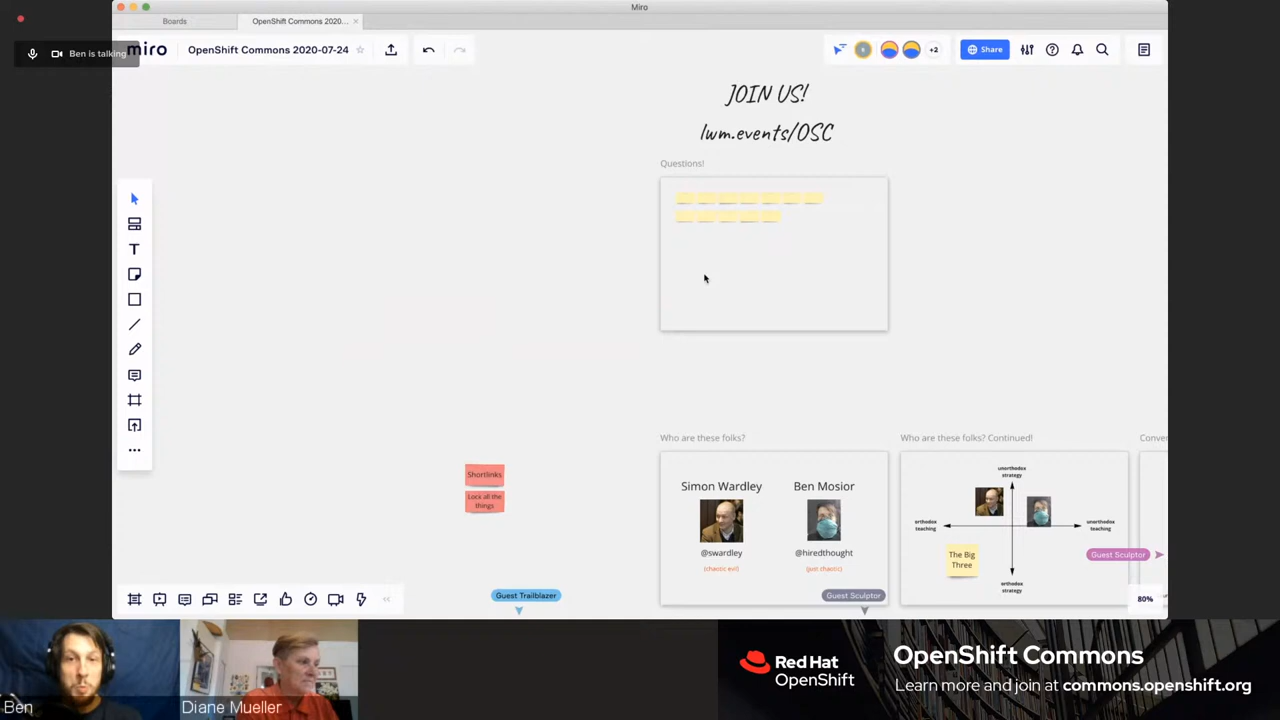 Miro
Boards
OpenShift Commons 2020...
Ben is talking
miro
OpenShift Commons 2020-07-24
+2
Share
JOIN US!
lwm.events/OSC
Questions!
Shortlinks
Lock all the
things
Who are these folks?
Simon Wardley
Ben Mosior
@swardley
@hiredthought
(chaotic evil)
(just chaotic)
Who are these folks? Continued!
unorthodox
strategy
orthodox
teaching
unorthodox
teaching
The Big
Three
orthodox
strategy
Conver
Guest Sculptor
Guest Trailblazer
Guest Sculptor
80%
Ben
Diane Mueller
Red Hat
OpenShift
OpenShift Commons
Learn more and join at commons.openshift.org